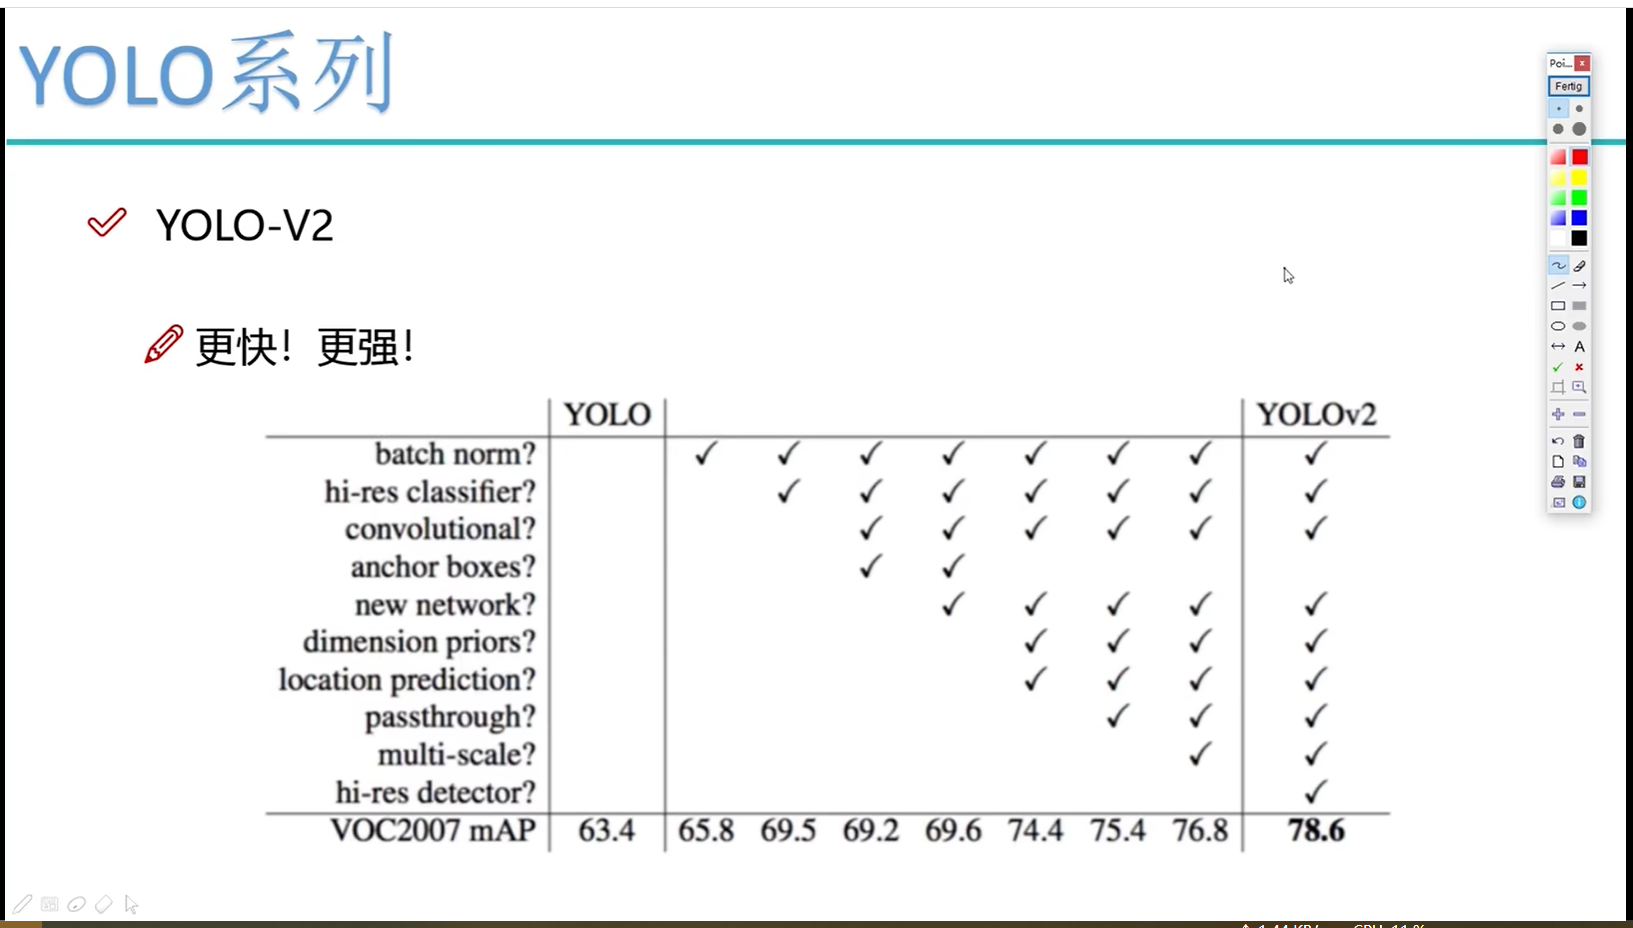 YOLO系列
Poi...
Fertig
YOLO-V2
更快！更强！
YOLO YOLOv2
batch norm? ✓ ✓ ✓ ✓ ✓ ✓ ✓ ✓
hi-res classifier? ✓ ✓ ✓ ✓ ✓ ✓ ✓
convolutional? ✓ ✓ ✓ ✓ ✓ ✓
anchor boxes? ✓ ✓
new network? ✓ ✓ ✓ ✓ ✓
dimension priors? ✓ ✓ ✓ ✓
location prediction? ✓ ✓ ✓ ✓
passthrough? ✓ ✓ ✓
multi-scale? ✓ ✓
hi-res detector? ✓
VOC2007 mAP 63.4 65.8 69.5 69.2 69.6 74.4 75.4 76.8 78.6